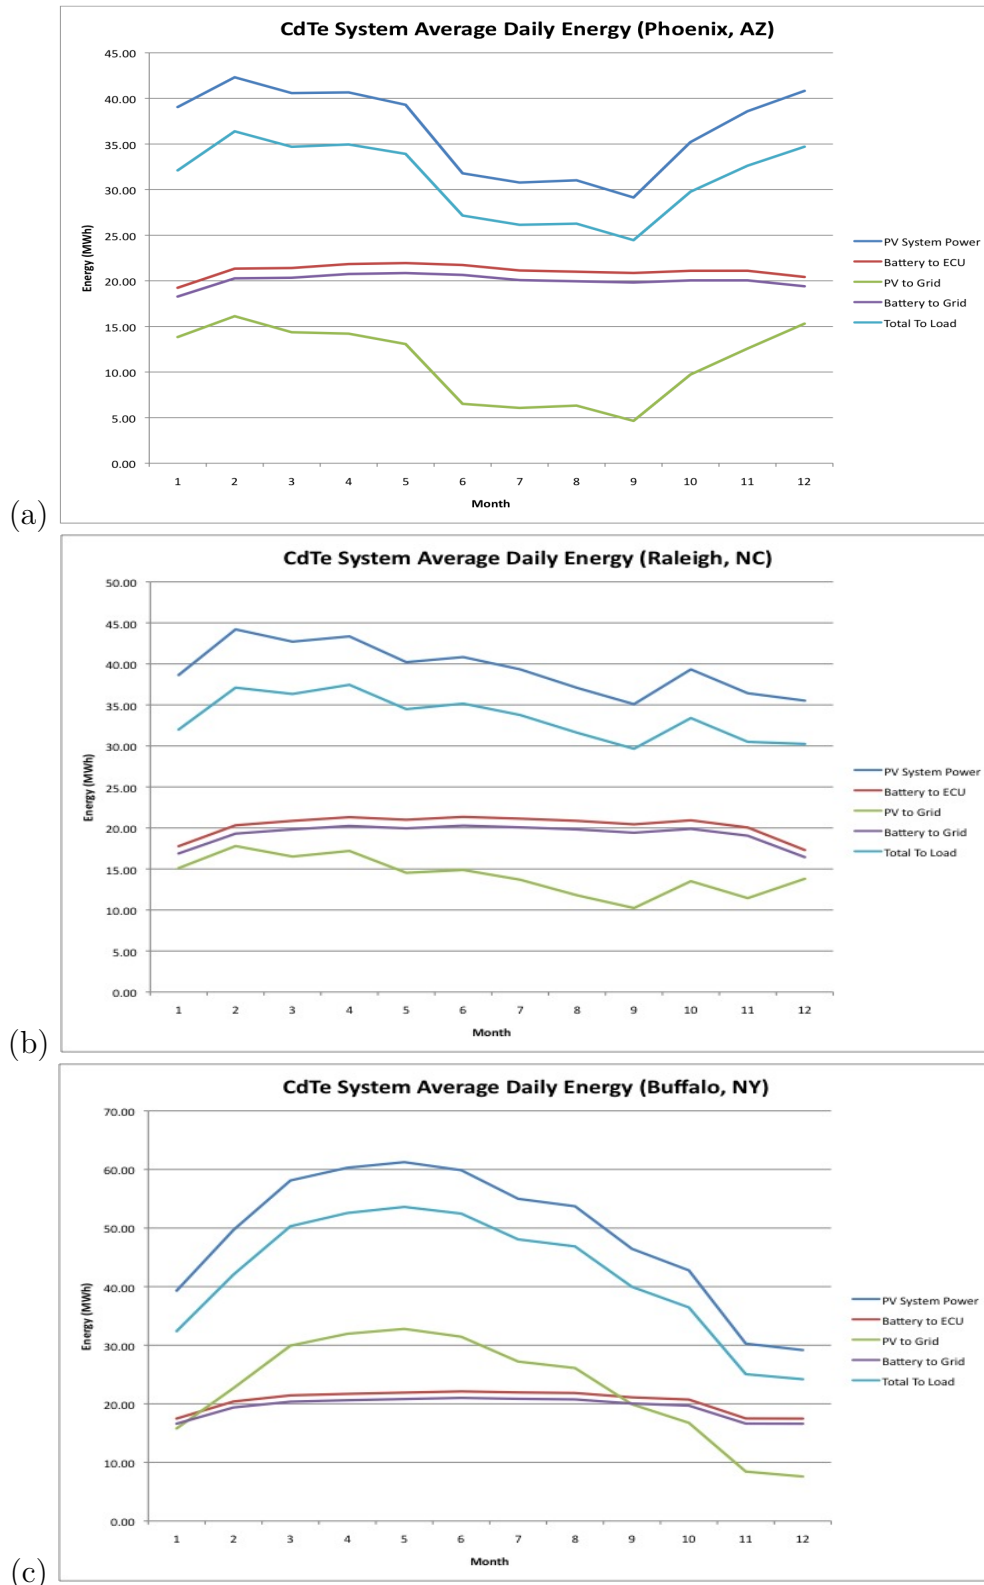 CdTe System Average Daily Energy (Phoenix, AZ)
45.00
40.00
35.00
30.00
25.00
20.00
15.00
10.00
5.00
0.00
Energy (MWh)
1 2 3 4 5 6 7 8 9 10 11 12
Month
PV System Power
Battery to ECU
PV to Grid
Battery to Grid
Total To Load
(a)
CdTe System Average Daily Energy (Raleigh, NC)
50.00
45.00
40.00
35.00
30.00
25.00
20.00
15.00
10.00
5.00
0.00
Energy (MWh)
1 2 3 4 5 6 7 8 9 10 11 12
Month
PV System Power
Battery to ECU
PV to Grid
Battery to Grid
Total To Load
(b)
CdTe System Average Daily Energy (Buffalo, NY)
70.00
60.00
50.00
40.00
30.00
20.00
10.00
0.00
Energy (MWh)
1 2 3 4 5 6 7 8 9 10 11 12
Month
PV System Power
Battery to ECU
PV to Grid
Battery to Grid
Total To Load
(c)